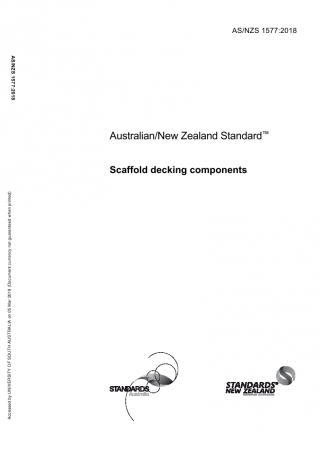 AS/NZS 1577:2018
AS/NZS 1577:2018
Australian/New Zealand Standard™
Scaffold decking components
Accessed by UNIVERSITY OF SOUTH AUSTRALIA on 05 Mar 2019 (Document currency not guaranteed when printed)
STANDARDS
Australia
STANDARDS
NEW ZEALAND